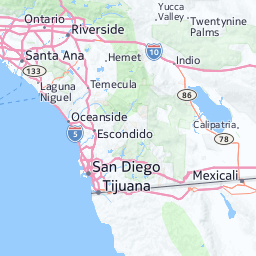 Ontario
Yucca
Valley
Twentynine
Palms
Riverside
Santa Ana
Hemet
10
Indio
133
Laguna
Niguel
Temecula
86
Oceanside
5
Escondido
Calipatria
78
San Diego
Tijuana
Mexicali